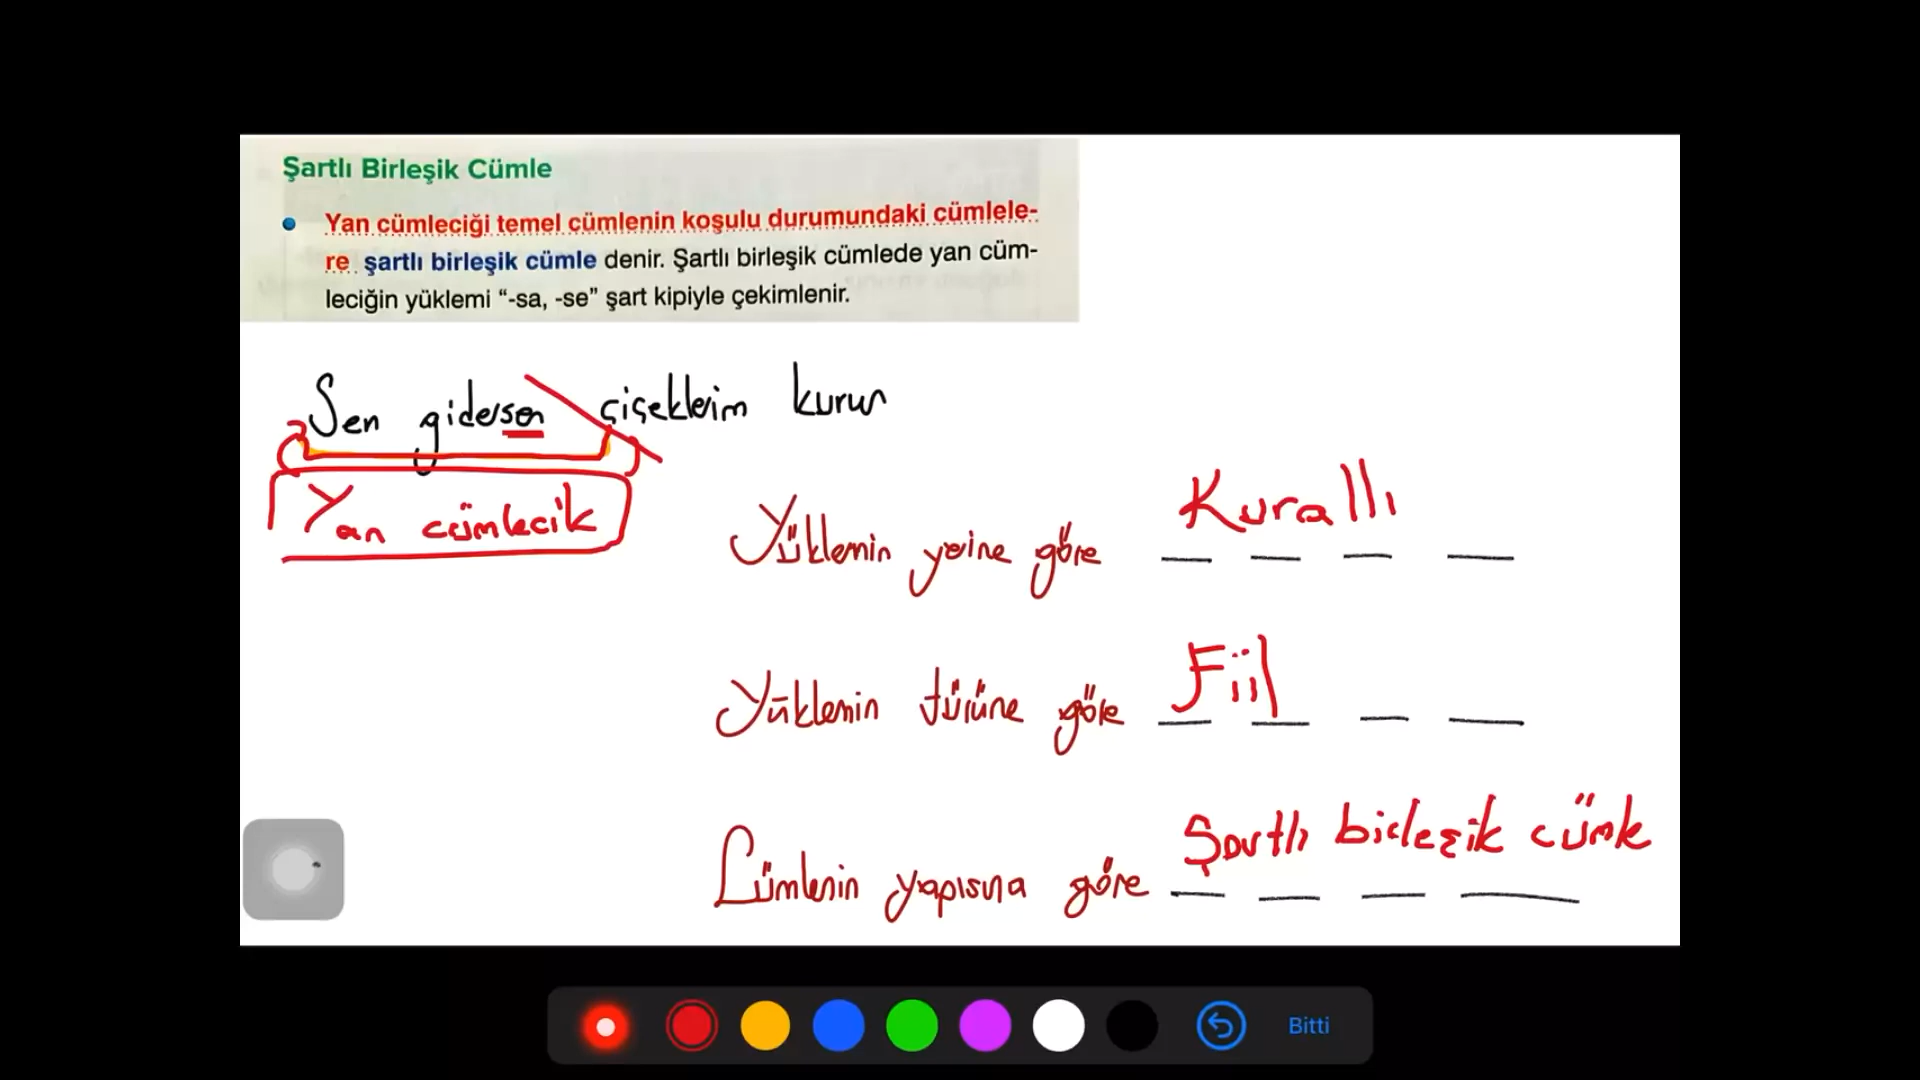 Şartlı Birleşik Cümle
Yan cümleciği temel cümlenin koşulu durumundaki cümlele-
re şartlı birleşik cümle denir. Şartlı birleşik cümlede yan cüm-
leciğin yüklemi “-sa, -se” şart kipiyle çekimlenir.
Sen gidersen çiçeklerim kurur
Yan cümlecik
Yüklemin yerine göre Kurallı
Yüklemin türüne göre Fiil
Cümlenin yapısına göre Şartlı birleşik cümle
Bitti